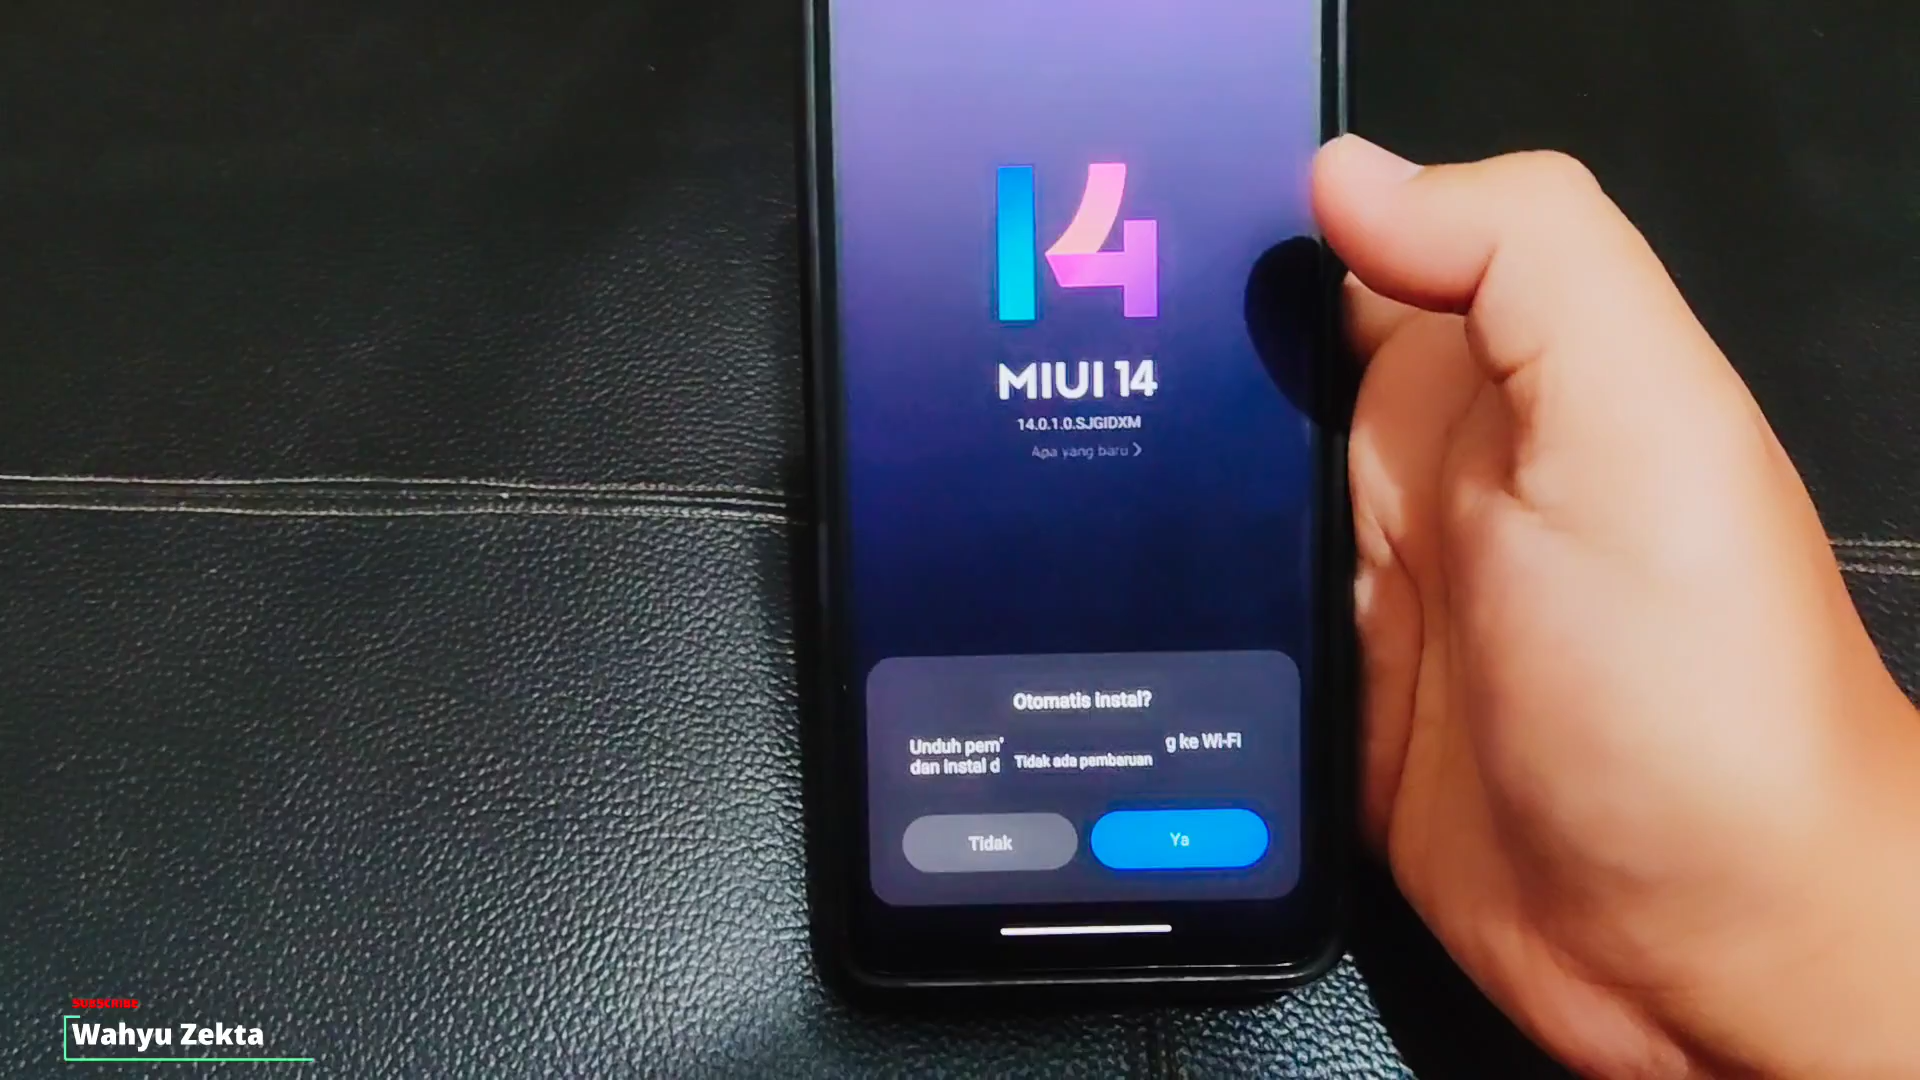 14
MIUI 14
14.0.1.0.SJGIDXM
Apa yang baru
Otomatis instal?
Unduh pem g ke Wi-Fi
dan instal d
Tidak ada pembaruan
Tidak
Ya
SUBSCRIBE
Wahyu Zekta